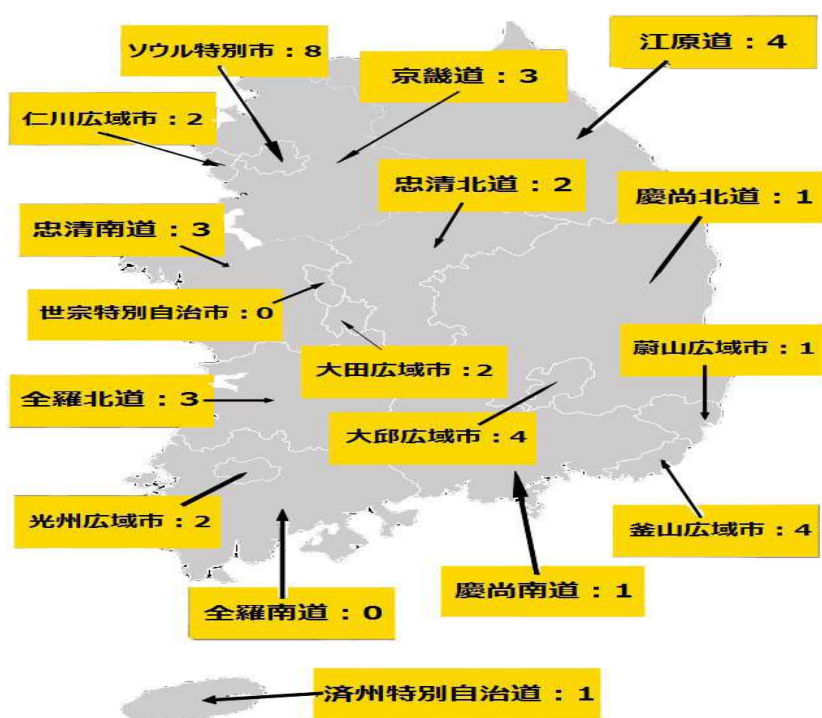 ソウル特別市：8
江原道：4
京畿道：3
仁川広域市：2
忠清北道：2
慶尚北道：1
忠清南道：3
世宗特別自治市：0
蔚山広域市：1
大田広域市：2
全羅北道：3
大邱広域市：4
光州広域市：2
釜山広域市：4
慶尚南道：1
全羅南道：0
済州特別自治道：1